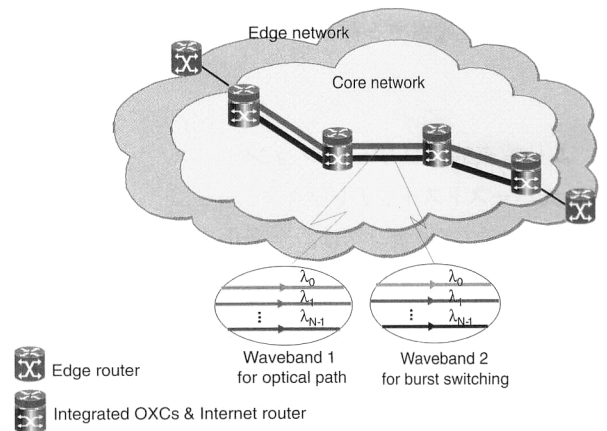 Edge network
Core network
λ0
λ1
⋮
λN-1
λ0
λ1
⋮
λN-1
Waveband 1
for optical path
Waveband 2
for burst switching
Edge router
Integrated OXCs & Internet router